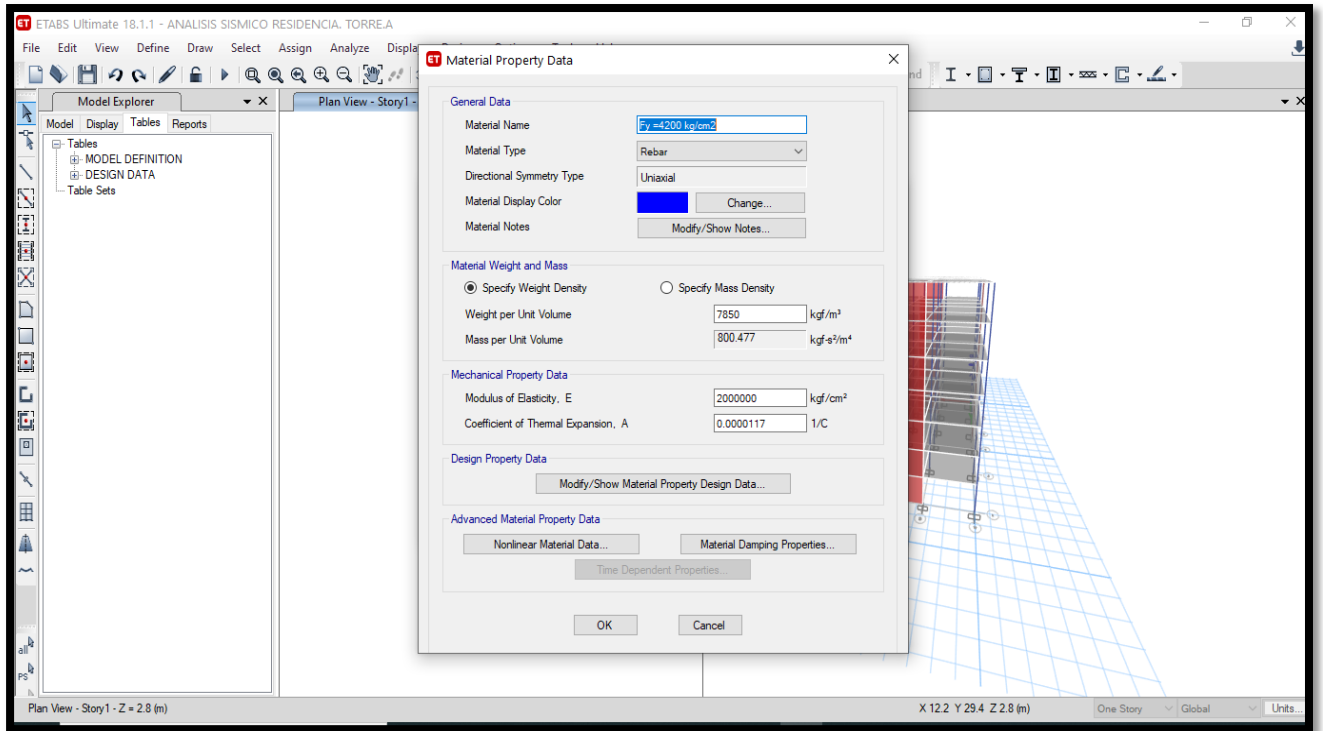 ET ETABS Ultimate 18.1.1 - ANALISIS SISMICO RESIDENCIA. TORRE.A
File Edit View Define Draw Select Assign Analyze Displa
Model Explorer
Model Display Tables Reports
Tables
MODEL DEFINITION
DESIGN DATA
Table Sets
Plan View - Story1 -
nd
all
PS
ET Material Property Data
General Data
Material Name Fy =4200 kg/cm2
Material Type Rebar
Directional Symmetry Type Uniaxial
Material Display Color Change...
Material Notes Modify/Show Notes...
Material Weight and Mass
Specify Weight Density Specify Mass Density
Weight per Unit Volume 7850 kgf/m³
Mass per Unit Volume 800.477 kgf-s²/m⁴
Mechanical Property Data
Modulus of Elasticity, E 2000000 kgf/cm²
Coefficient of Thermal Expansion, A 0.0000117 1/C
Design Property Data
Modify/Show Material Property Design Data...
Advanced Material Property Data
Nonlinear Material Data... Material Damping Properties...
Time Dependent Properties...
OK Cancel
Plan View - Story1 - Z = 2.8 (m) X 12.2 Y 29.4 Z 2.8 (m) One Story Global Units...